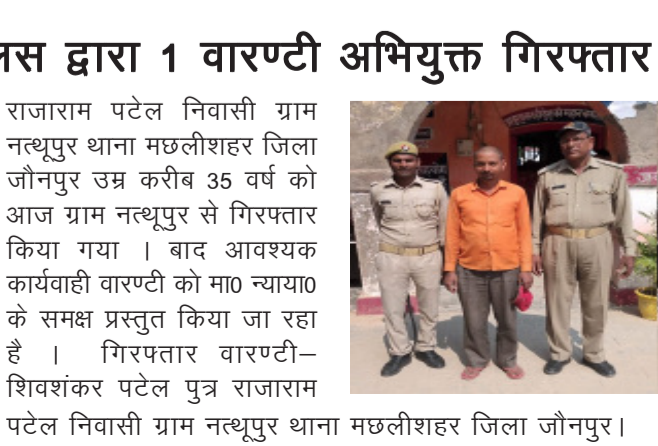 द्वारा 1 वारण्टी अभियुक्त गिरफ्तार
राजाराम पटेल निवासी ग्राम
नत्थूपुर थाना मछलीशहर जिला
जौनपुर उम्र करीब 35 वर्ष को
आज ग्राम नत्थूपुर से गिरफ्तार
किया गया । बाद आवश्यक
कार्यवाही वारण्टी को मा0 न्याया0
के समक्ष प्रस्तुत किया जा रहा
है । गिरफ्तार वारण्टी–
शिवशंकर पटेल पुत्र राजाराम
पटेल निवासी ग्राम नत्थूपुर थाना मछलीशहर जिला जौनपुर।